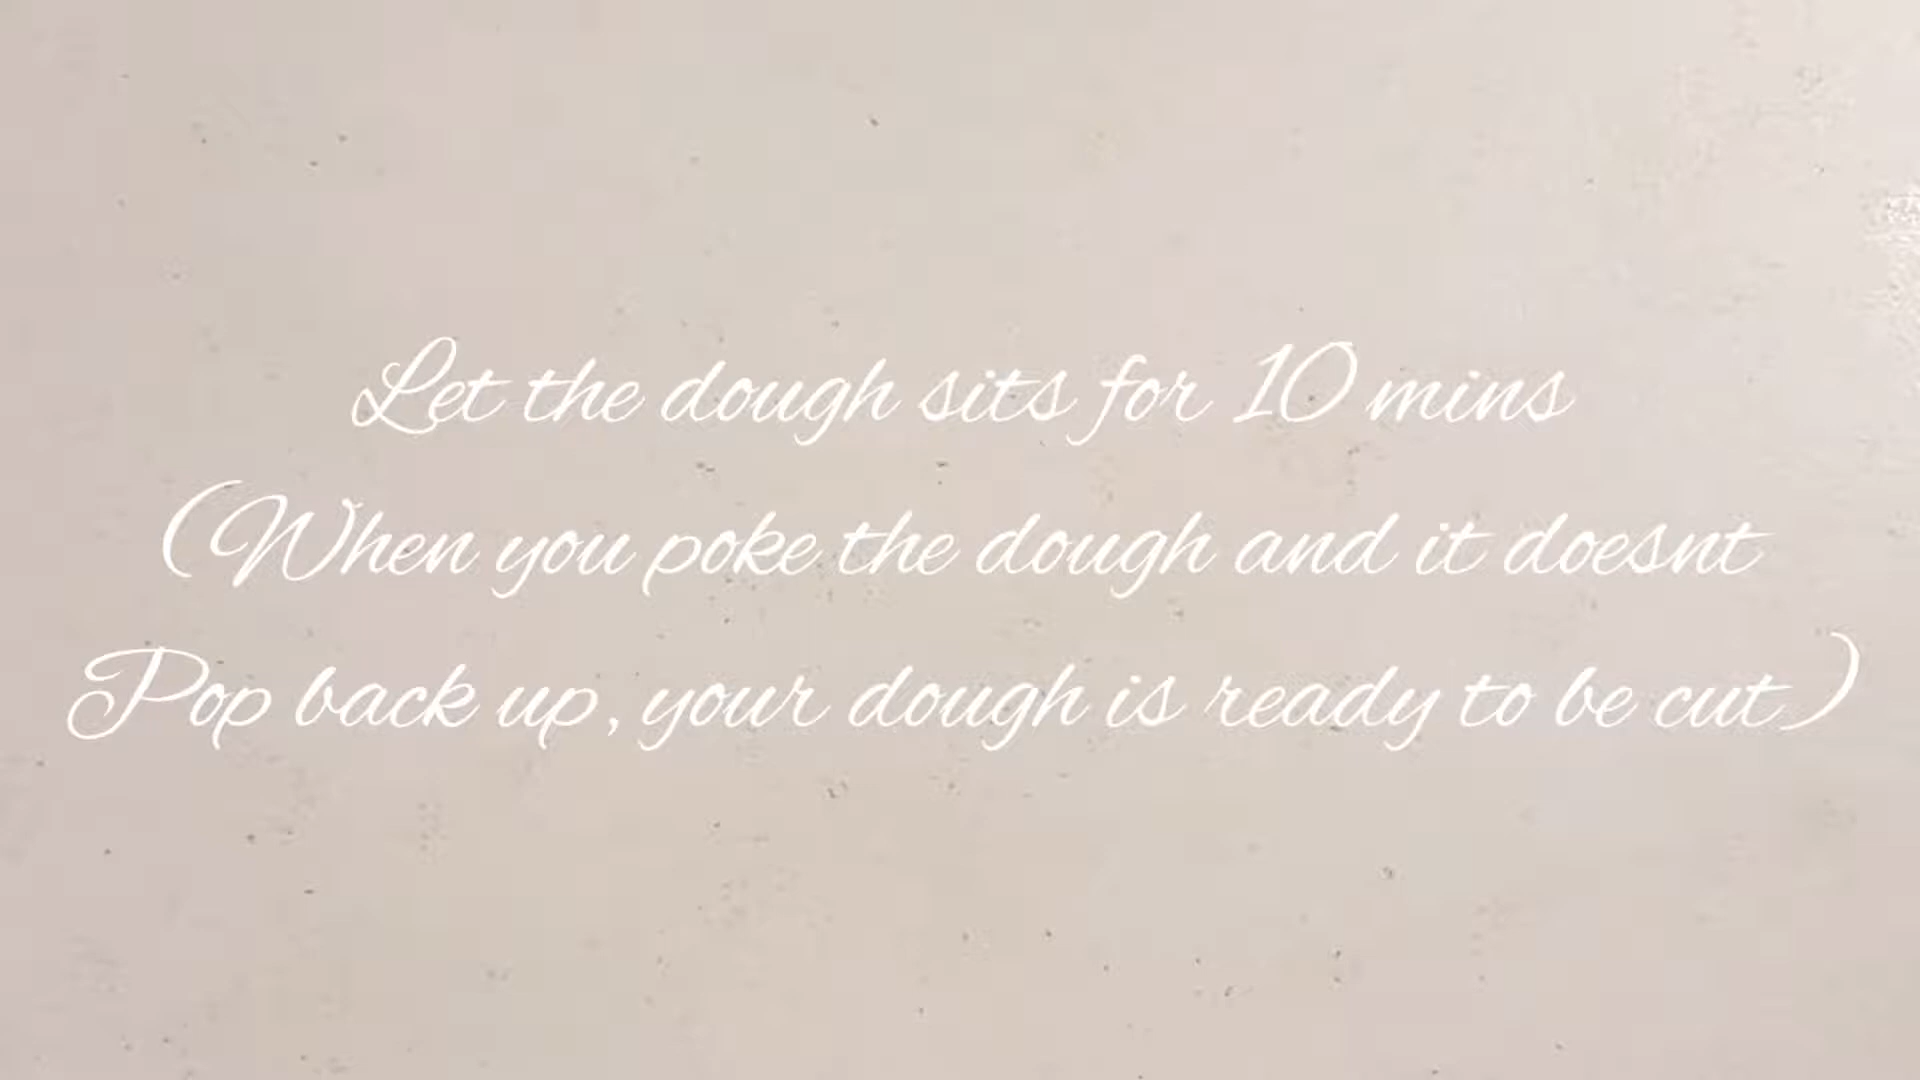 Let the dough sits for 10 mins
(When you poke the dough and it doesnt
Pop back up, your dough is ready to be cut)